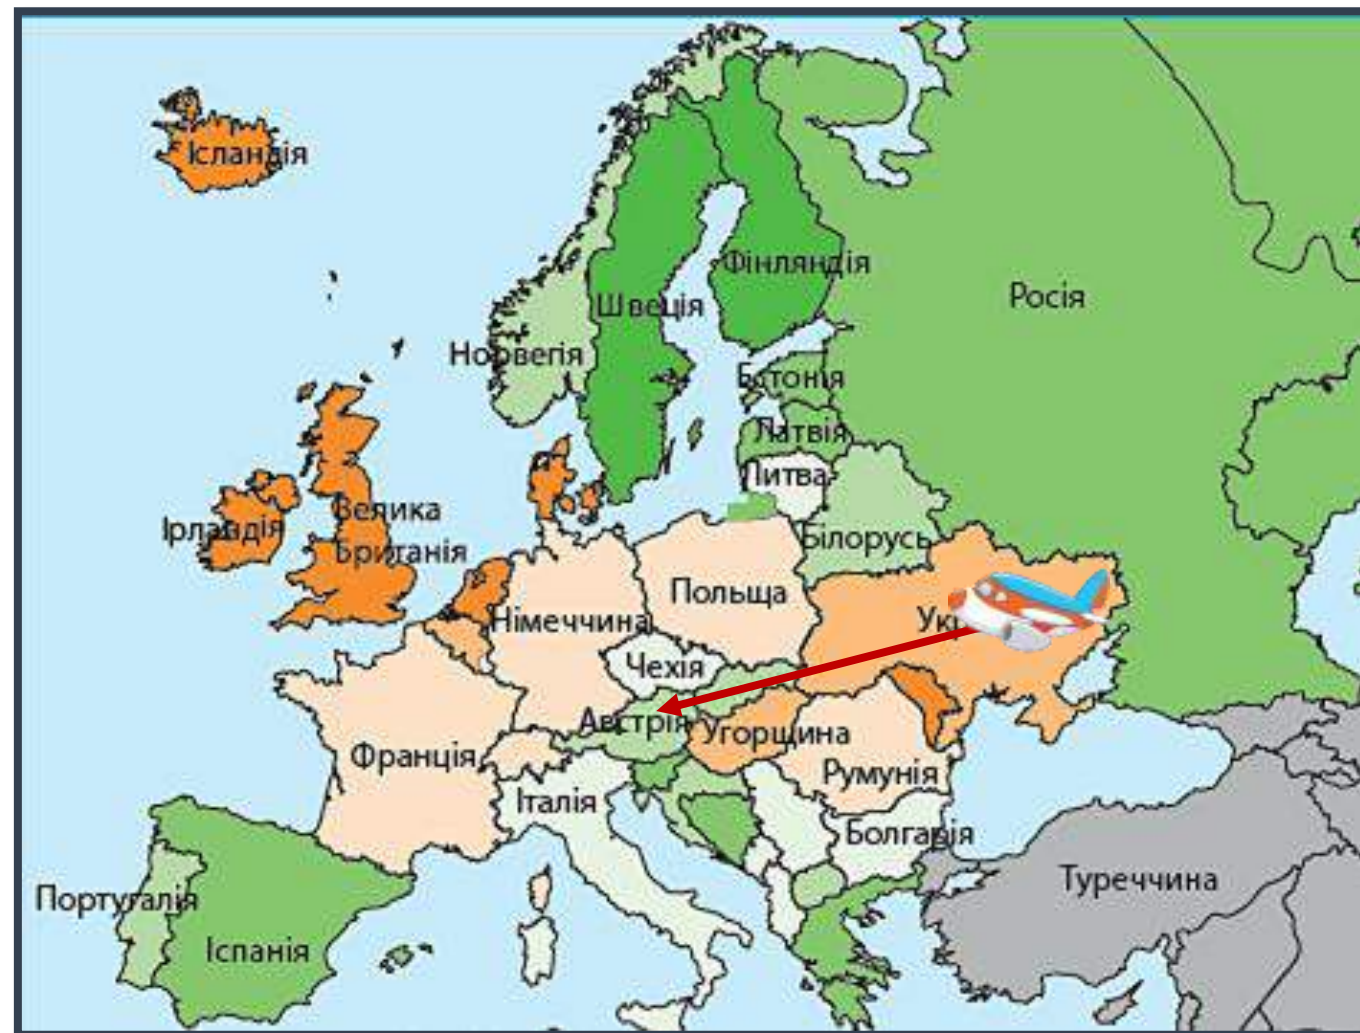 Ісландія
Фінляндія
Росія
Швеція
Норвегія
Естонія
Латвія
Литва
Велика
Британія
Ірландія
Білорусь
Польща
Німеччина
Ук
Чехія
Австрія
Угорщина
Франція
Румунія
Італія
Болгарія
Туреччина
Португалія
Іспанія